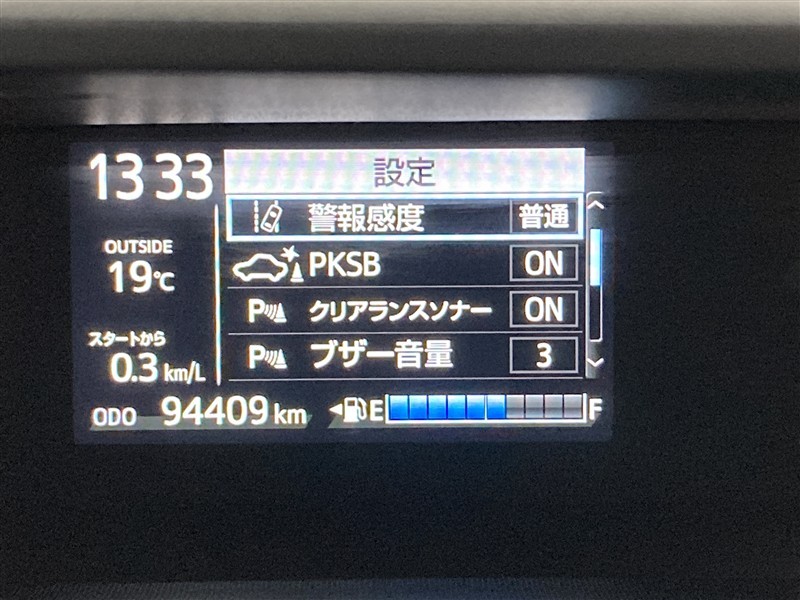 13 33
設定
警報感度 普通
OUTSIDE
19℃
PKSB ON
P クリアランスソナー ON
スタートから
0.3 km/L
P ブザー音量 3
ODO 94409 km E F